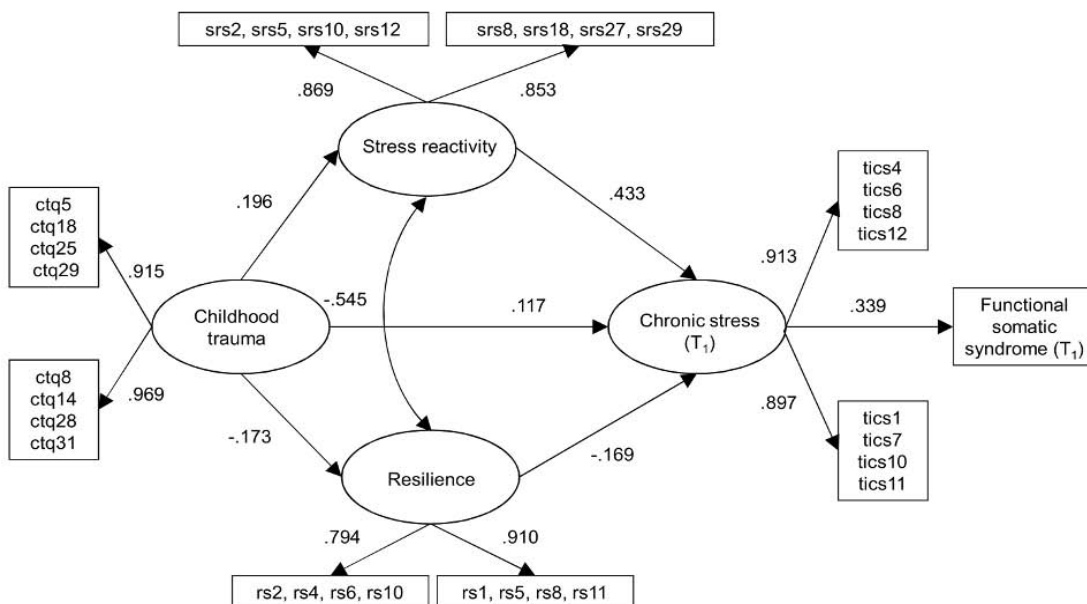 srs2, srs5, srs10, srs12
srs8, srs18, srs27, srs29
.869
.853
Stress reactivity
ctq5
ctq18
ctq25
ctq29
.196
.433
tics4
tics6
tics8
tics12
.915
.913
Childhood
trauma
-.545
.117
Chronic stress
(T₁)
.339
Functional
somatic
syndrome (T₁)
ctq8
ctq14
ctq28
ctq31
.969
.897
tics1
tics7
tics10
tics11
-.173
-.169
Resilience
.794
.910
rs2, rs4, rs6, rs10
rs1, rs5, rs8, rs11